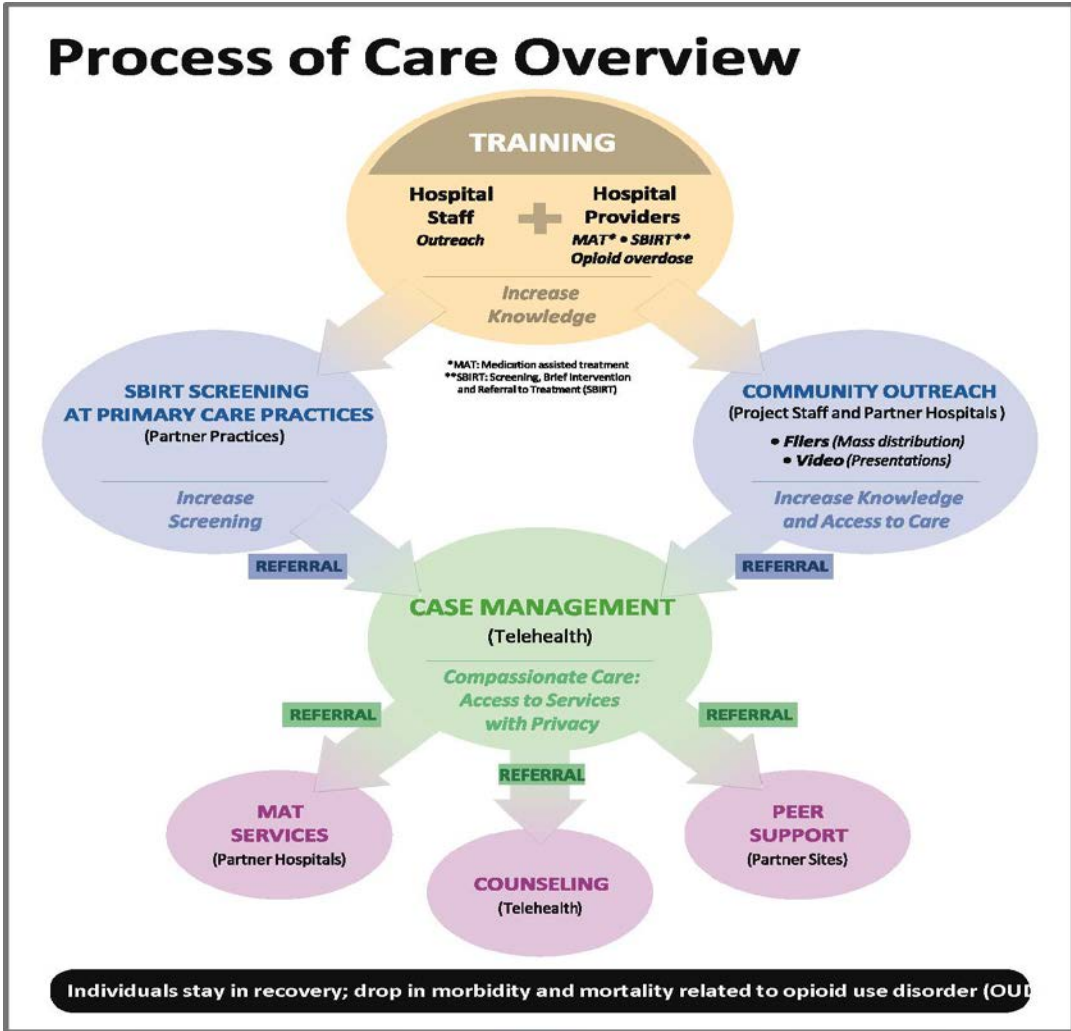 Process of Care Overview
TRAINING
Hospital
Staff
Outreach
Hospital
Providers
MAT* • SBIRT**
Opioid overdose
Increase
Knowledge
*MAT: Medication assisted treatment
**SBIRT: Screening, Brief Intervention
and Referral to Treatment (SBIRT)
SBIRT SCREENING
AT PRIMARY CARE PRACTICES
(Partner Practices)
Increase
Screening
COMMUNITY OUTREACH
(Project Staff and Partner Hospitals )
• Fliers (Mass distribution)
• Video (Presentations)
Increase Knowledge
and Access to Care
REFERRAL
REFERRAL
CASE MANAGEMENT
(Telehealth)
Compassionate Care:
Access to Services
with Privacy
REFERRAL
REFERRAL
REFERRAL
MAT
SERVICES
(Partner Hospitals)
COUNSELING
(Telehealth)
PEER
SUPPORT
(Partner Sites)
Individuals stay in recovery; drop in morbidity and mortality related to opioid use disorder (OUD